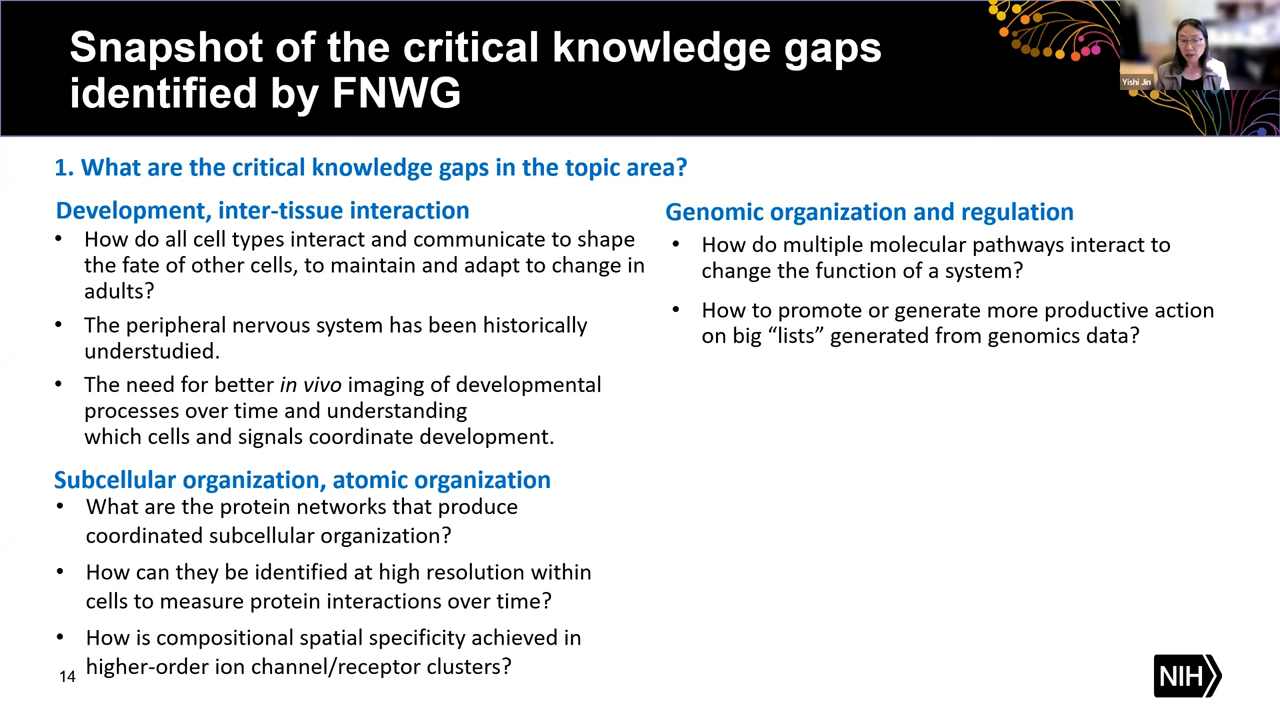 Snapshot of the critical knowledge gaps
identified by FNWG
Yishi Jin
1. What are the critical knowledge gaps in the topic area?
Development, inter-tissue interaction
• How do all cell types interact and communicate to shape
the fate of other cells, to maintain and adapt to change in
adults?
• The peripheral nervous system has been historically
understudied.
• The need for better in vivo imaging of developmental
processes over time and understanding
which cells and signals coordinate development.
Subcellular organization, atomic organization
• What are the protein networks that produce
coordinated subcellular organization?
• How can they be identified at high resolution within
cells to measure protein interactions over time?
• How is compositional spatial specificity achieved in
higher-order ion channel/receptor clusters?
Genomic organization and regulation
• How do multiple molecular pathways interact to
change the function of a system?
• How to promote or generate more productive action
on big “lists” generated from genomics data?
14
NIH